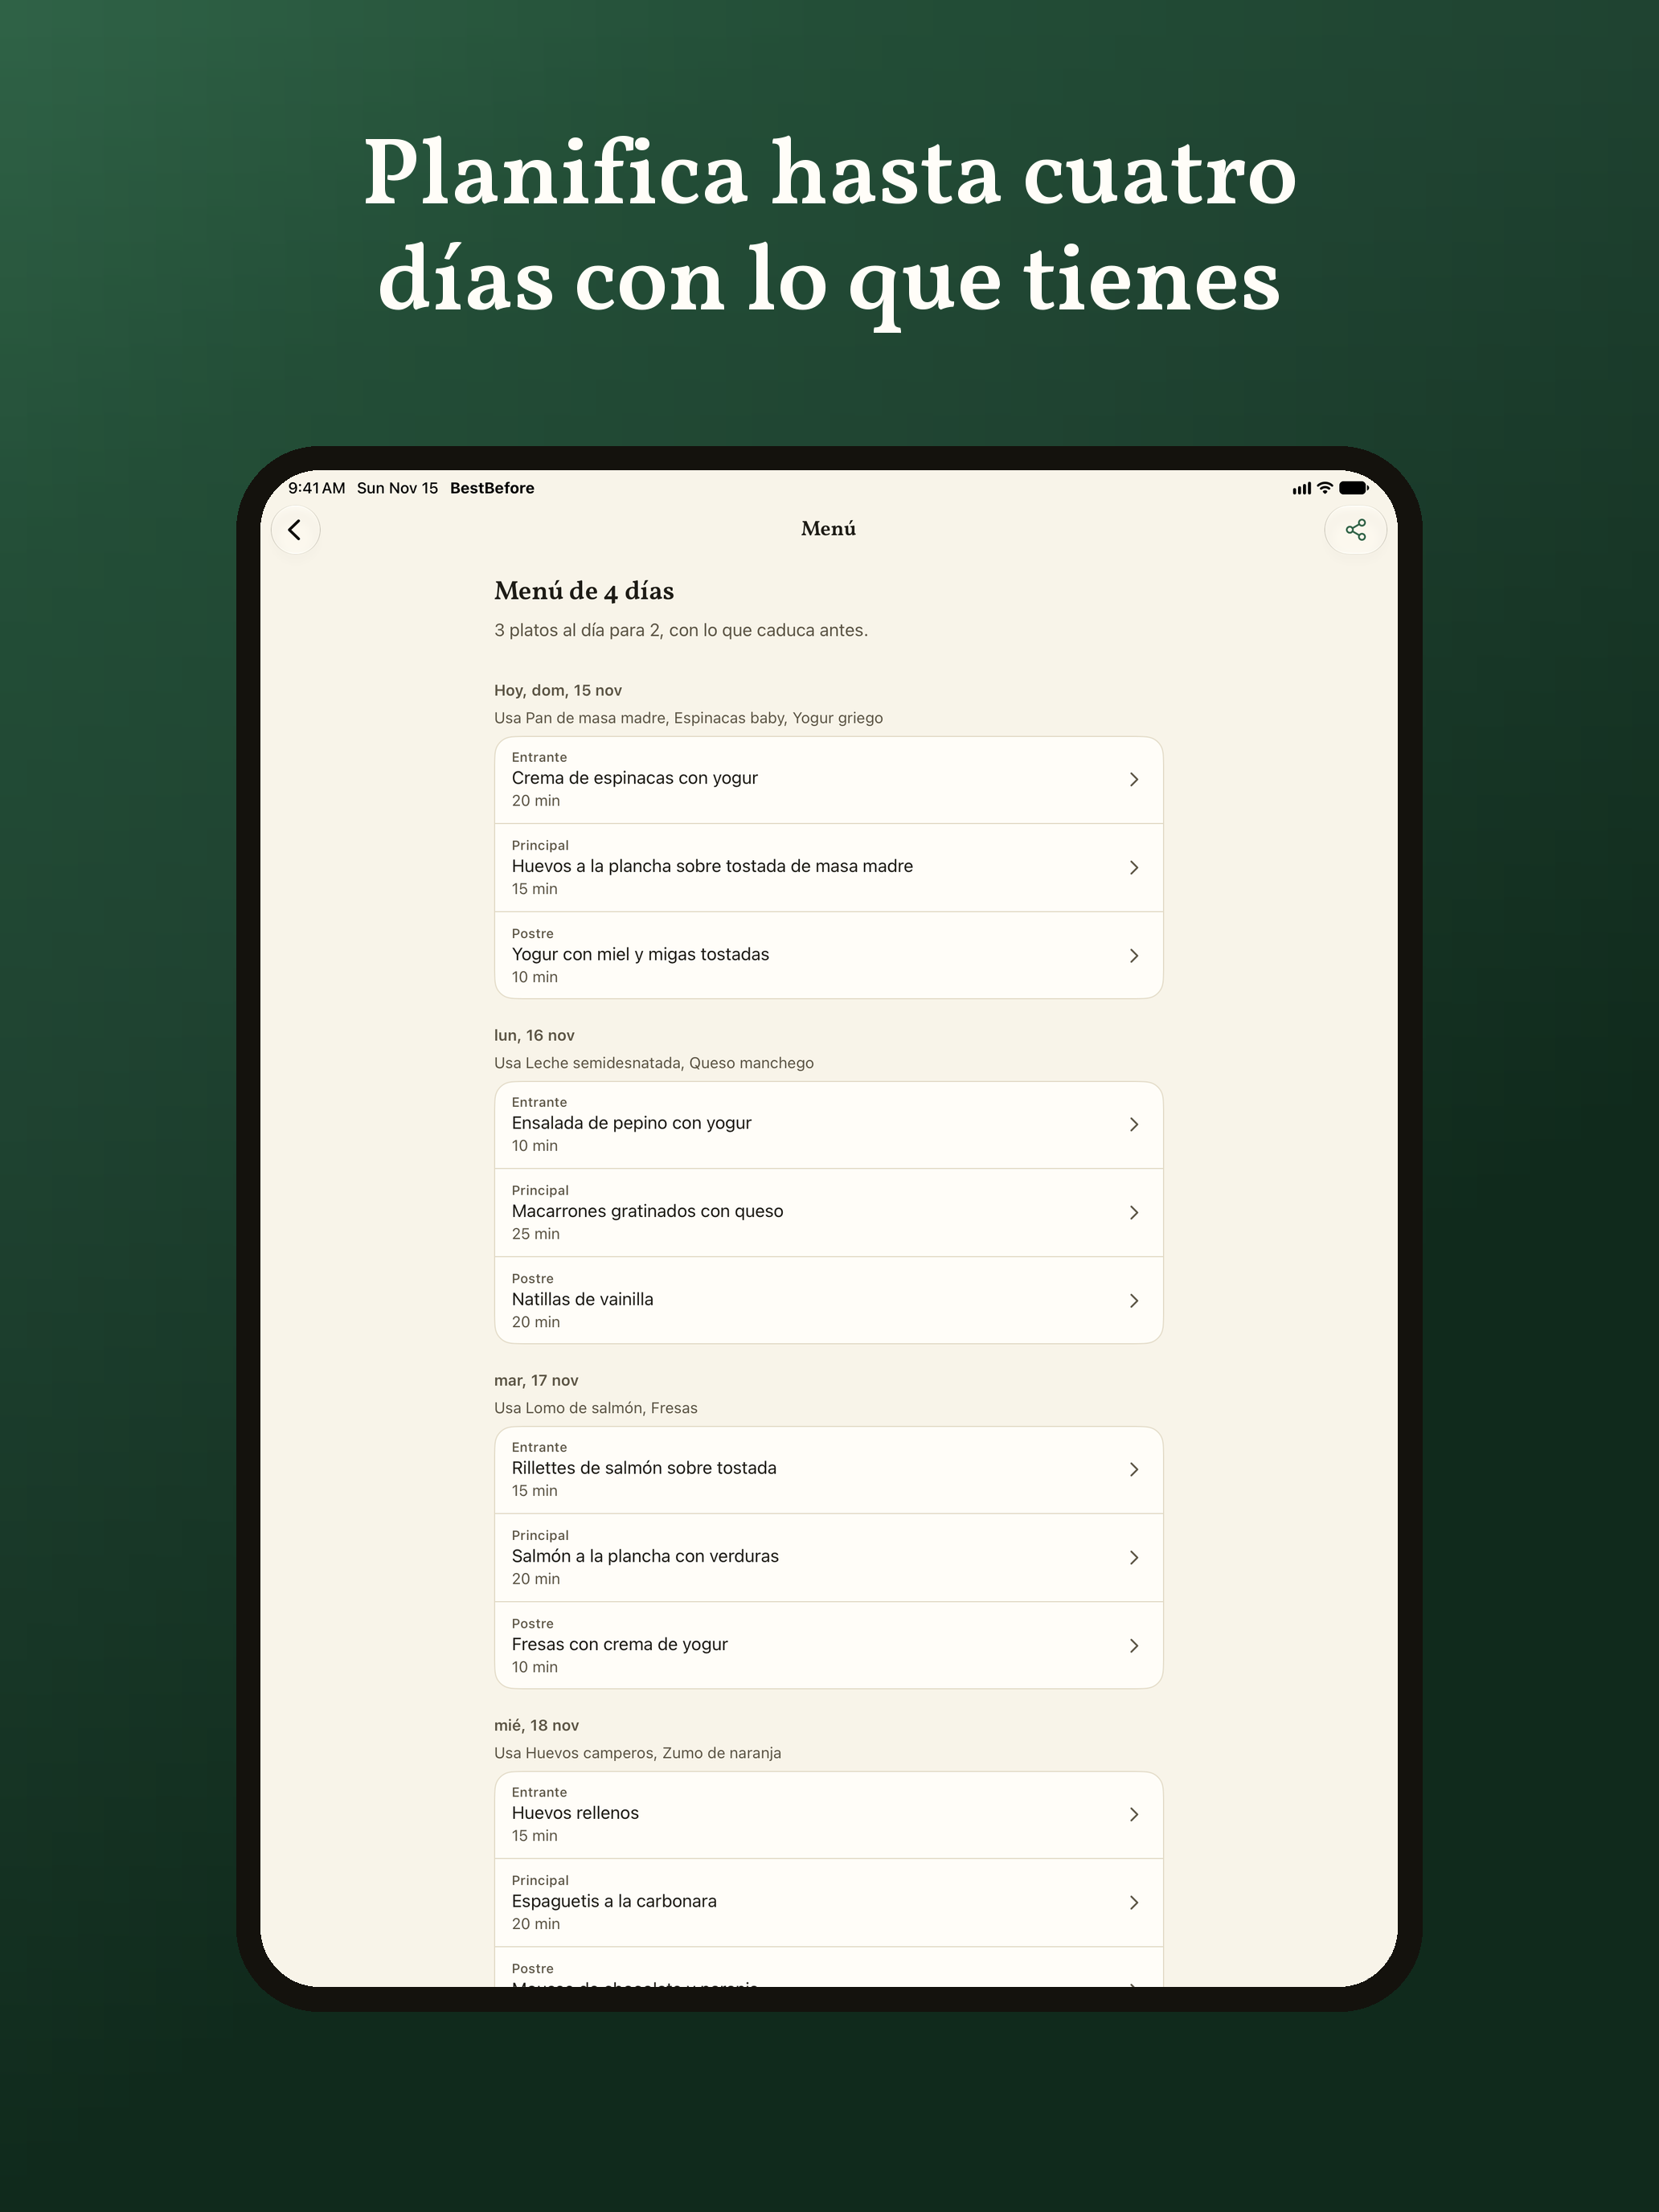 Planifica hasta cuatro
días con lo que tienes
9:41 AM Sun Nov 15 BestBefore
Menú
Menú de 4 días
3 platos al día para 2, con lo que caduca antes.
Hoy, dom, 15 nov
Usa Pan de masa madre, Espinacas baby, Yogur griego
Entrante
Crema de espinacas con yogur
20 min
Principal
Huevos a la plancha sobre tostada de masa madre
15 min
Postre
Yogur con miel y migas tostadas
10 min
lun, 16 nov
Usa Leche semidesnatada, Queso manchego
Entrante
Ensalada de pepino con yogur
10 min
Principal
Macarrones gratinados con queso
25 min
Postre
Natillas de vainilla
20 min
mar, 17 nov
Usa Lomo de salmón, Fresas
Entrante
Rillettes de salmón sobre tostada
15 min
Principal
Salmón a la plancha con verduras
20 min
Postre
Fresas con crema de yogur
10 min
mié, 18 nov
Usa Huevos camperos, Zumo de naranja
Entrante
Huevos rellenos
15 min
Principal
Espaguetis a la carbonara
20 min
Postre